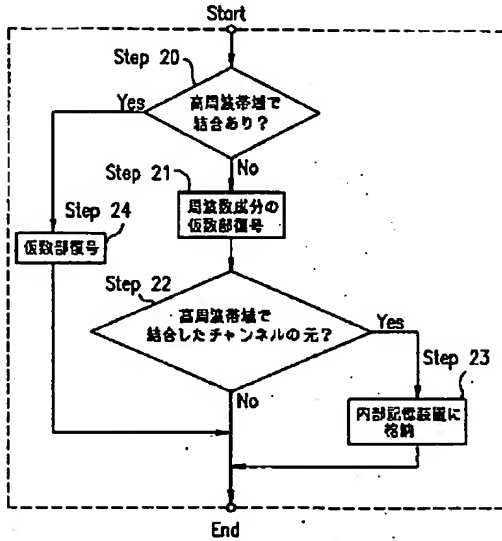 Start
Step 20
高周波帯域で
結合あり?
Yes
No
Step 21
周波数成分の
仮数部復号
Step 24
仮数部復号
Step 22
高周波帯域で
結合したチャンネルの元?
Yes
Step 23
内部記憶装置に
格納
No
End